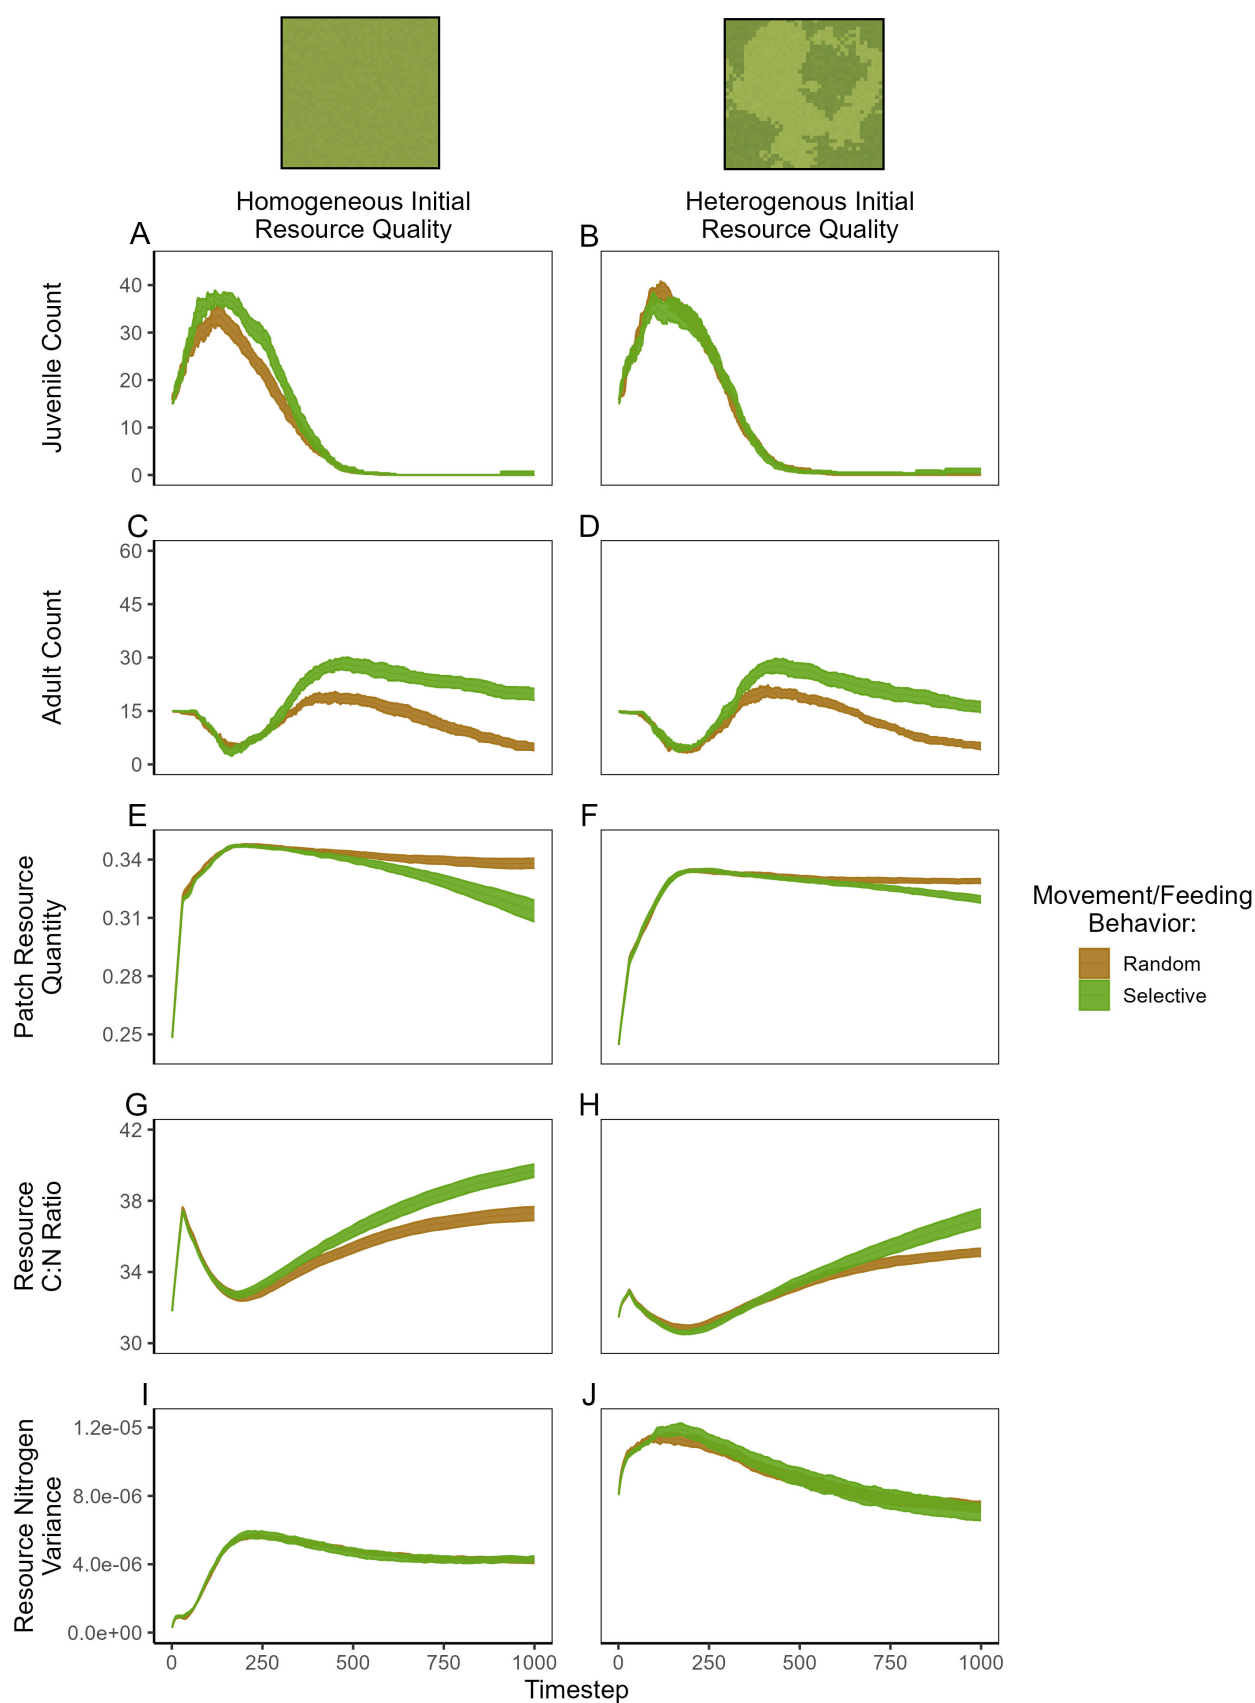 Homogeneous Initial
Resource Quality
Heterogenous Initial
Resource Quality
A
B
Juvenile Count
40
30
20
10
0
C
D
Adult Count
60
45
30
15
0
E
F
Patch Resource
Quantity
0.34
0.31
0.28
0.25
Movement/Feeding
Behavior:
Random
Selective
G
H
Resource
C:N Ratio
42
38
34
30
I
J
Resource Nitrogen
Variance
1.2e-05
8.0e-06
4.0e-06
0.0e+00
0 250 500 750 1000
0 250 500 750 1000
Timestep